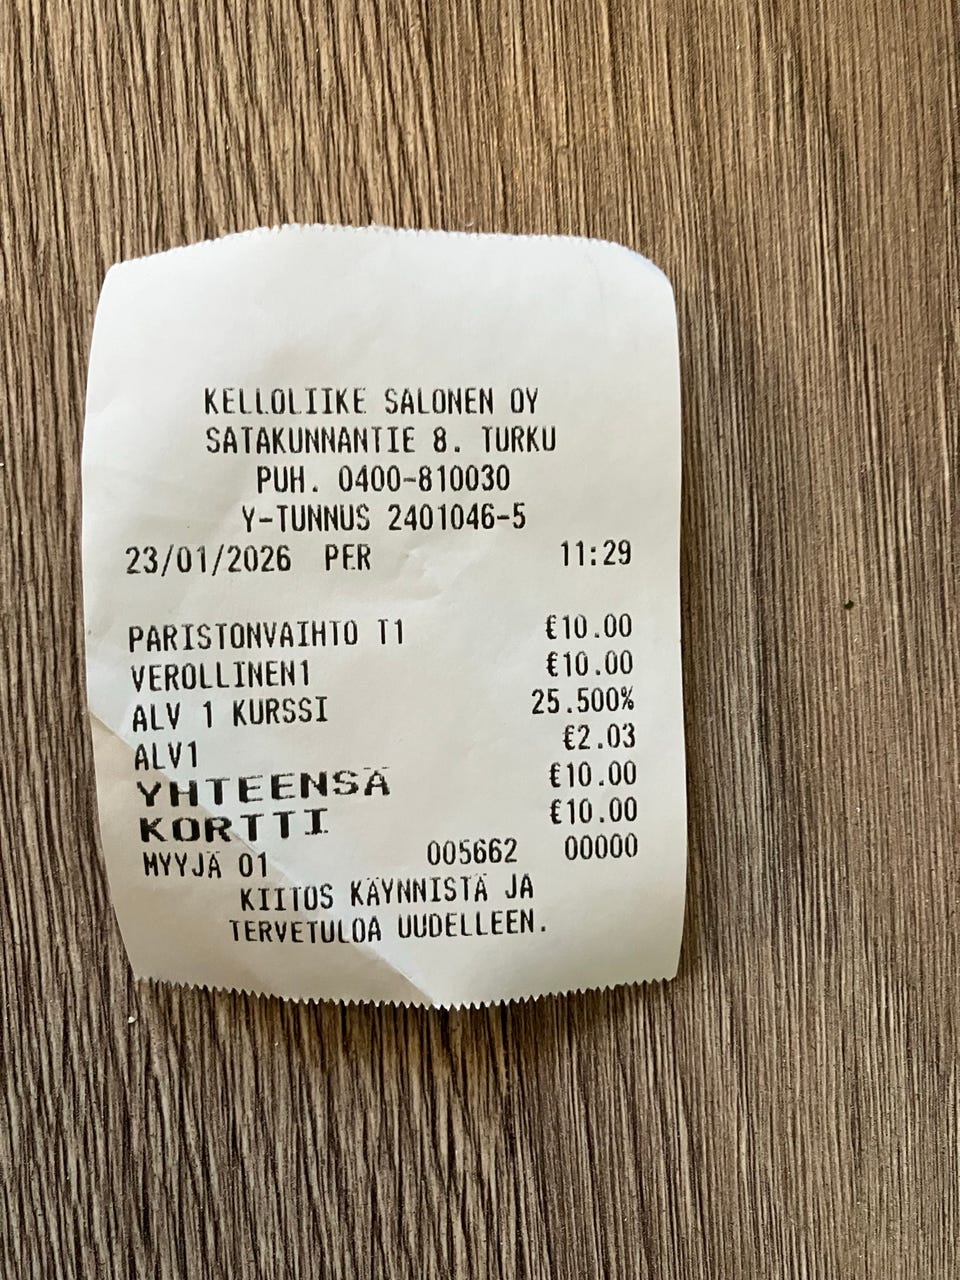 KELLOLIIKE SALONEN OY
SATAKUNNANTIE 8. TURKU
PUH. 0400-810030
Y-TUNNUS 2401046-5
23/01/2026 PER 11:29
PARISTONVAIHTO T1 €10.00
VEROLLINEN1 €10.00
ALV 1 KURSSI 25.500%
ALV1 €2.03
YHTEENSÄ €10.00
KORTTI €10.00
MYYJÄ 01 005662 00000
KIITOS KÄYNNISTÄ JA
TERVETULOA UUDELLEEN.